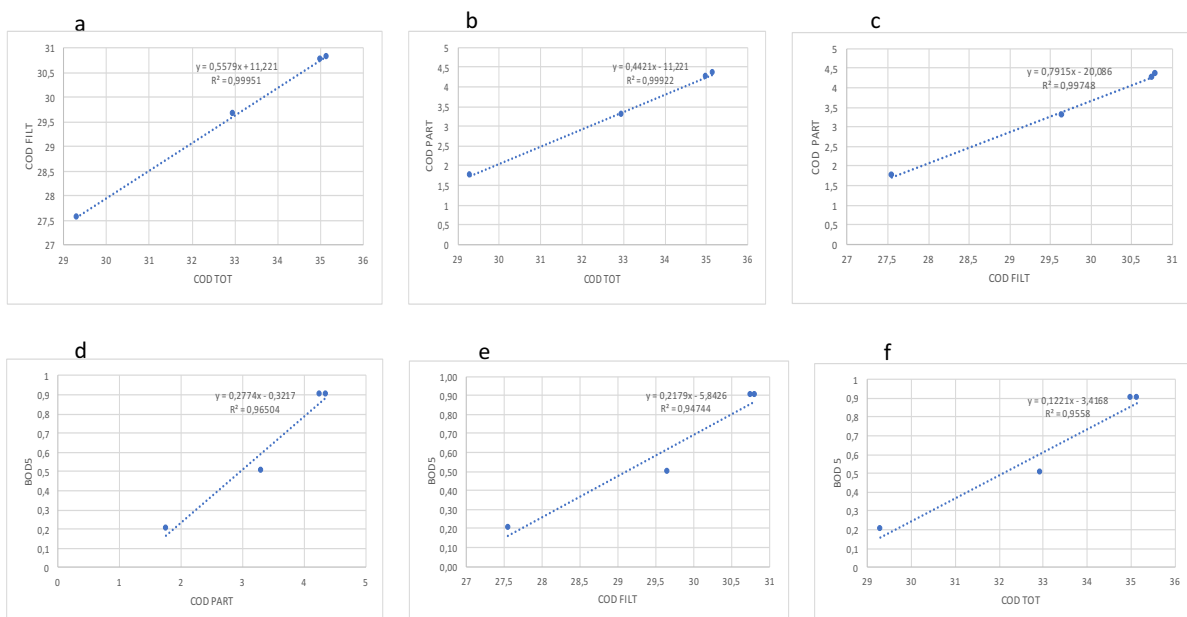 a
31
30,5
30
29,5
29
28,5
28
27,5
27
COD FILT
y = 0,5579x + 11,221
R² = 0,99951
29 30 31 32 33 34 35 36
COD TOT
b
5
4,5
4
3,5
3
2,5
2
1,5
1
0,5
0
COD PART
y = 0,4421x - 11,221
R² = 0,99922
29 30 31 32 33 34 35 36
COD TOT
c
5
4,5
4
3,5
3
2,5
2
1,5
1
0,5
0
COD PART
y = 0,7915x - 20,086
R² = 0,99748
27 27,5 28 28,5 29 29,5 30 30,5 31
COD FILT
d
1
0,9
0,8
0,7
0,6
0,5
0,4
0,3
0,2
0,1
0
BOD5
y = 0,2774x - 0,3217
R² = 0,96504
0 1 2 3 4 5
COD PART
e
1,00
0,90
0,80
0,70
0,60
0,50
0,40
0,30
0,20
0,10
0,00
BOD5
y = 0,2179x - 5,8426
R² = 0,94744
27 27,5 28 28,5 29 29,5 30 30,5 31
COD FILT
f
1
0,9
0,8
0,7
0,6
0,5
0,4
0,3
0,2
0,1
0
BOD 5
y = 0,1221x - 3,4168
R² = 0,9558
29 30 31 32 33 34 35 36
COD TOT